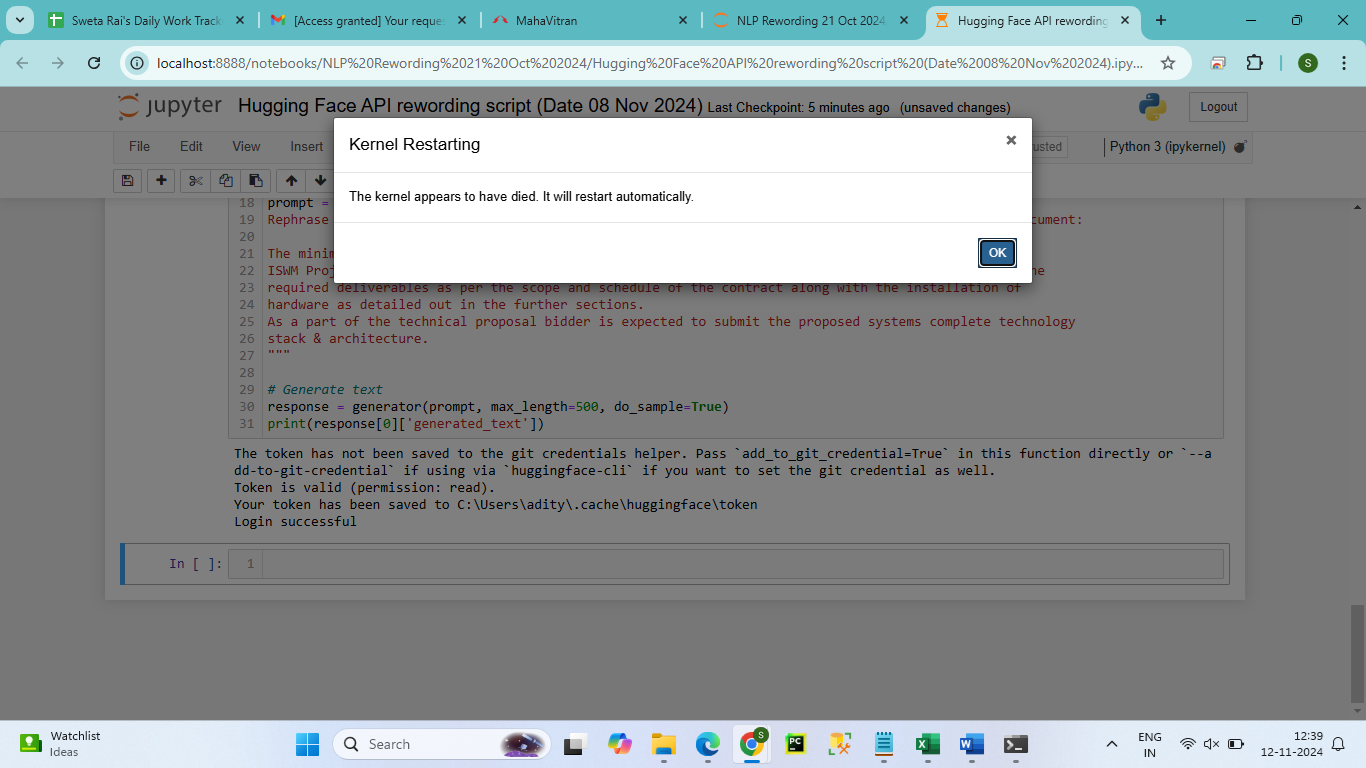 Sweta Rai's Daily Work Track
[Access granted] Your reque
MahaVitran
NLP Rewording 21 Oct 2024
Hugging Face API rewording
localhost:8888/notebooks/NLP%20Rewording%2021%20Oct%202024/Hugging%20Face%20API%20rewording%20script%20(Date%2008%20Nov%202024).ipy...
S
jupyter Hugging Face API rewording script (Date 08 Nov 2024) Last Checkpoint: 5 minutes ago (unsaved changes)
Logout
File Edit View Insert
usted
Python 3 (ipykernel)
Kernel Restarting
The kernel appears to have died. It will restart automatically.
OK
18 prompt =
19 Rephrase ument:
20
21 The minim
22 ISWM Proj he
23 required deliverables as per the scope and schedule of the contract along with the installation of
24 hardware as detailed out in the further sections.
25 As a part of the technical proposal bidder is expected to submit the proposed systems complete technology
26 stack & architecture.
27 """
28
29 # Generate text
30 response = generator(prompt, max_length=500, do_sample=True)
31 print(response[0]['generated_text'])
The token has not been saved to the git credentials helper. Pass `add_to_git_credential=True` in this function directly or `--a
dd-to-git-credential` if using via `huggingface-cli` if you want to set the git credential as well.
Token is valid (permission: read).
Your token has been saved to C:\Users\adity\.cache\huggingface\token
Login successful
In [ ]: 1
Watchlist
Ideas
Search
S
PC
ENG
IN
12:39
12-11-2024